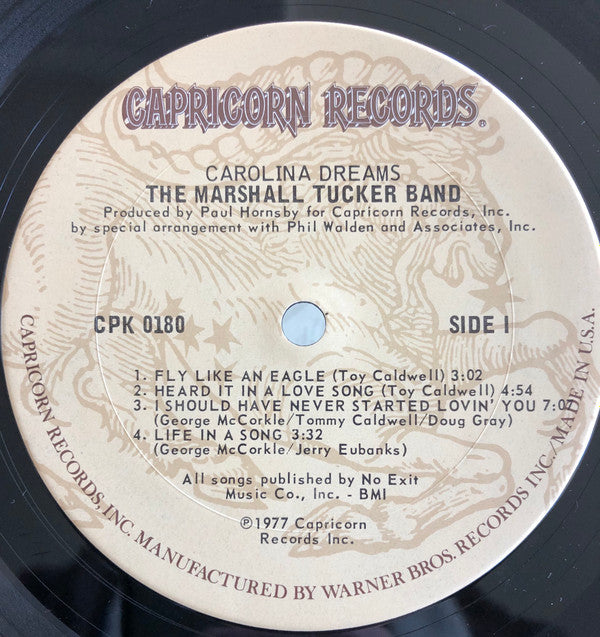 CAPRICORN RECORDS®
CAROLINA DREAMS
THE MARSHALL TUCKER BAND
Produced by Paul Hornsby for Capricorn Records, Inc.
by special arrangement with Phil Walden and Associates, Inc.
CPK 0180
SIDE I
1. FLY LIKE AN EAGLE (Toy Caldwell) 3:02
2. HEARD IT IN A LOVE SONG (Toy Caldwell) 4:54
3. I SHOULD HAVE NEVER STARTED LOVIN' YOU
(George McCorkle/Tommy Caldwell/Doug Gray)
4. LIFE IN A SONG 3:32
(George McCorkle/Jerry Eubanks)
All songs published by No Exit
Music Co., Inc. - BMI
℗1977 Capricorn
Records Inc.
CAPRICORN RECORDS, INC. MANUFACTURED BY WARNER BROS. RECORDS INC./MADE IN U.S.A.